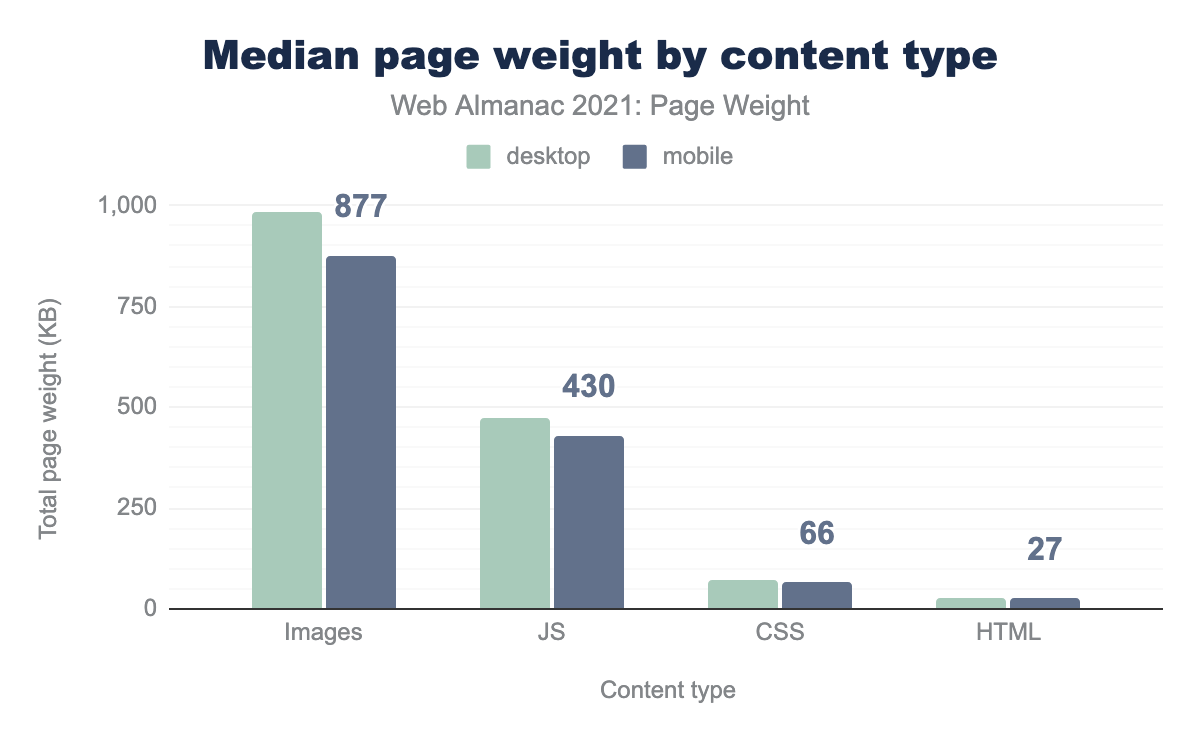 Median page weight by content type
Web Almanac 2021: Page Weight
desktop mobile
Total page weight (KB)
1,000
750
500
250
0
877
430
66
27
Images JS CSS HTML
Content type